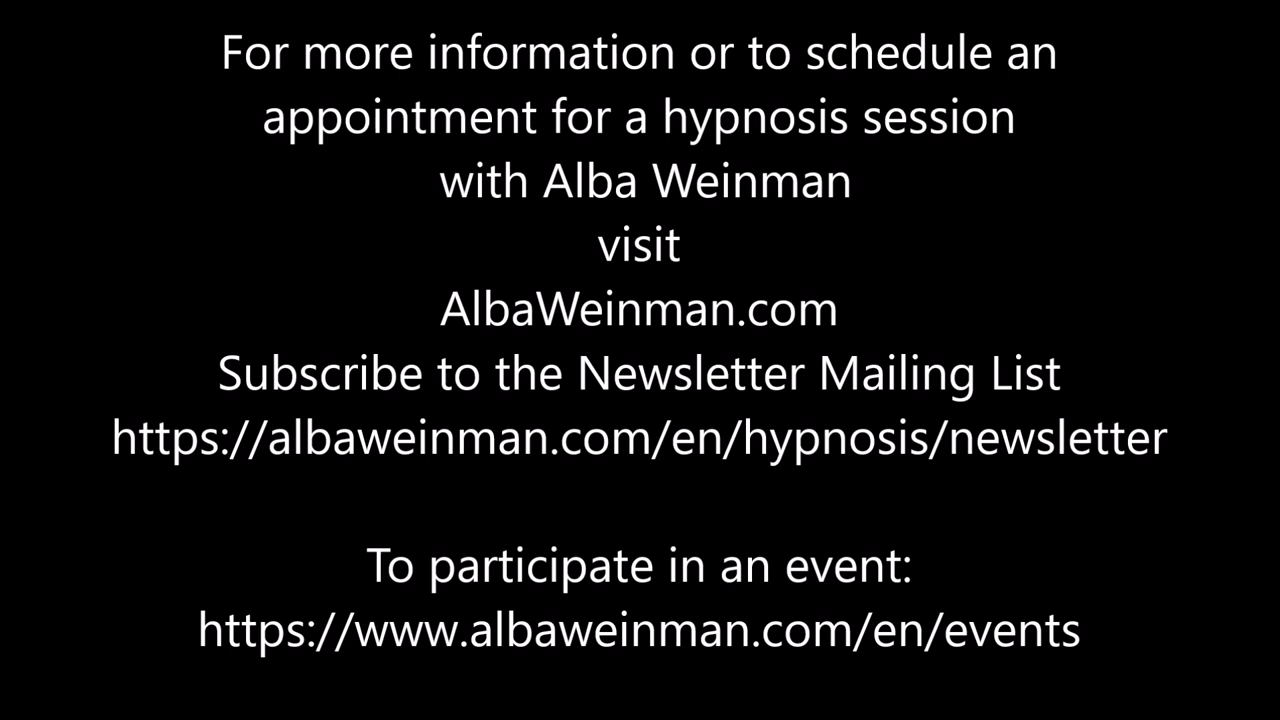 For more information or to schedule an
appointment for a hypnosis session
with Alba Weinman
visit
AlbaWeinman.com
Subscribe to the Newsletter Mailing List
https://albaweinman.com/en/hypnosis/newsletter
To participate in an event:
https://www.albaweinman.com/en/events